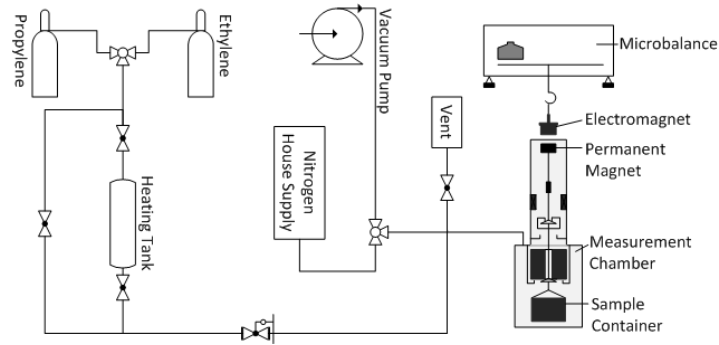 Propylene
Ethylene
Heating Tank
Nitrogen
House Supply
Vacuum Pump
Vent
Microbalance
Electromagnet
Permanent
Magnet
Measurement
Chamber
Sample
Container